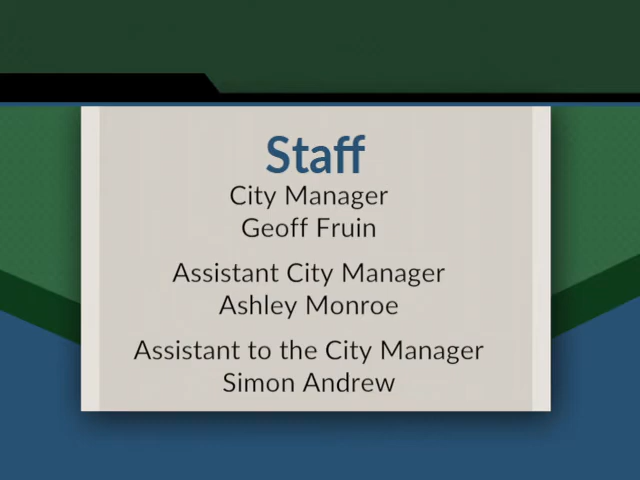 Staff
City Manager
Geoff Fruin
Assistant City Manager
Ashley Monroe
Assistant to the City Manager
Simon Andrew